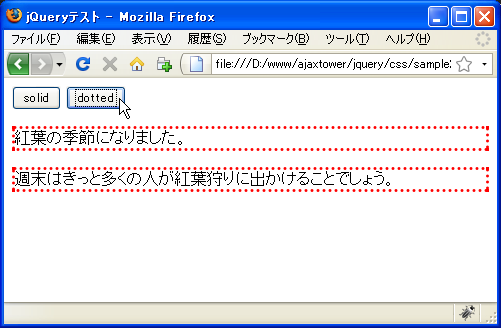 jQueryテスト - Mozilla Firefox
ファイル(F) 編集(E) 表示(V) 履歴(S) ブックマーク(B) ツール(T) ヘルプ(H)
file:///D:/www/ajaxtower/jquery/css/sample
solid dotted
紅葉の季節になりました。
週末はきっと多くの人が紅葉狩りに出かけることでしょう。